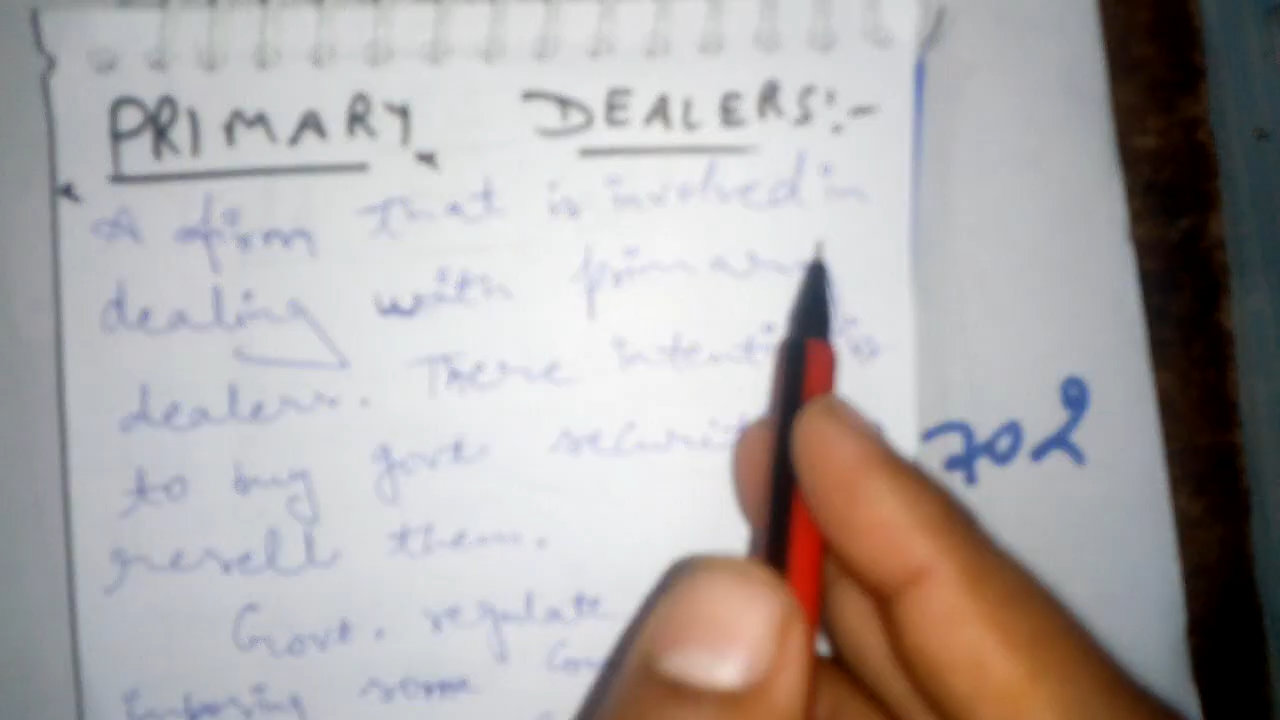 PRIMARY DEALERS:-
A firm that is involved in
dealing with primary
dealers. There intention is
to buy govt securit
resell them.
Govt. regulate
imposing some
702